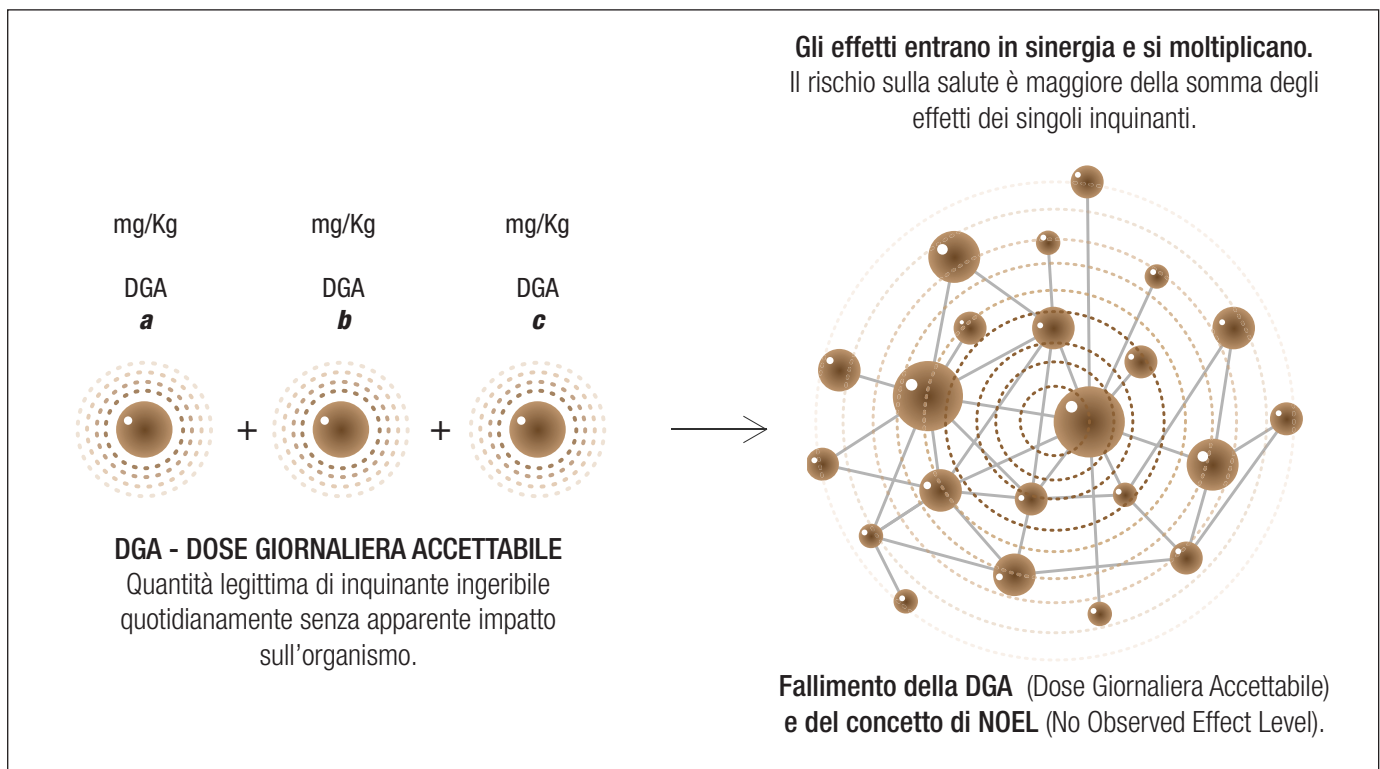 Gli effetti entrano in sinergia e si moltiplicano.
Il rischio sulla salute è maggiore della somma degli
effetti dei singoli inquinanti.
mg/Kg mg/Kg mg/Kg
DGA DGA DGA
a b c
+ +
DGA - DOSE GIORNALIERA ACCETTABILE
Quantità legittima di inquinante ingeribile
quotidianamente senza apparente impatto
sull’organismo.
Fallimento della DGA (Dose Giornaliera Accettabile)
e del concetto di NOEL (No Observed Effect Level).